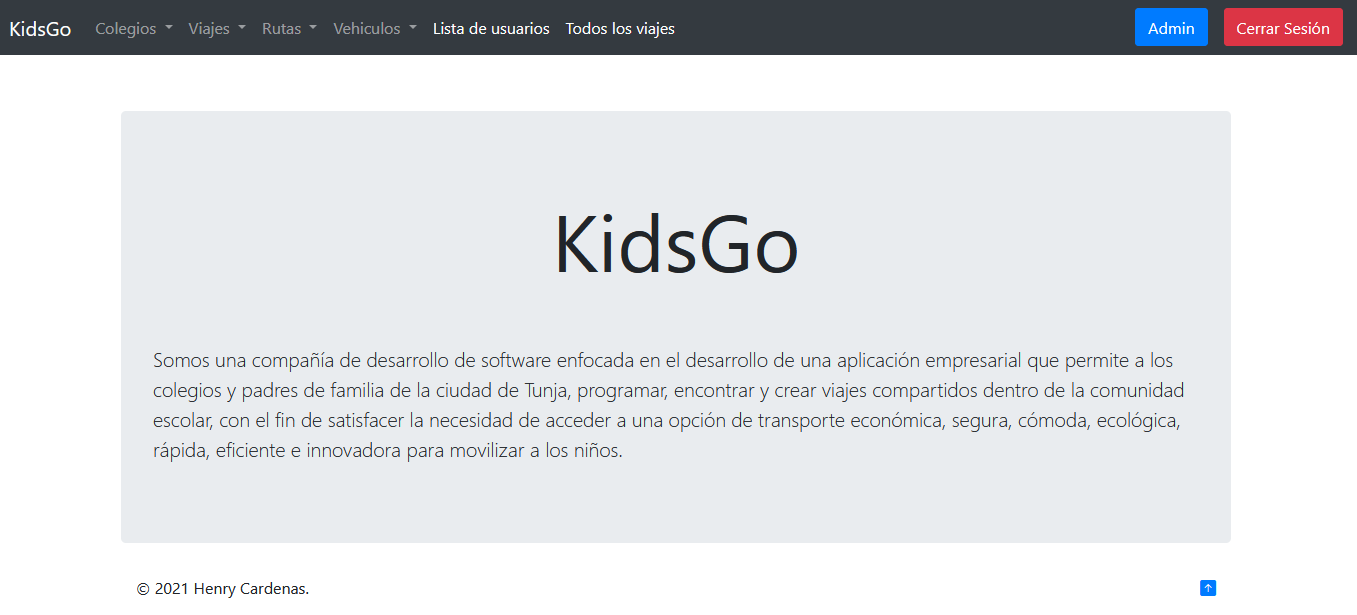 KidsGo Colegios Viajes Rutas Vehiculos Lista de usuarios Todos los viajes Admin Cerrar Sesión
KidsGo
Somos una compañía de desarrollo de software enfocada en el desarrollo de una aplicación empresarial que permite a los
colegios y padres de familia de la ciudad de Tunja, programar, encontrar y crear viajes compartidos dentro de la comunidad
escolar, con el fin de satisfacer la necesidad de acceder a una opción de transporte económica, segura, cómoda, ecológica,
rápida, eficiente e innovadora para movilizar a los niños.
© 2021 Henry Cardenas.